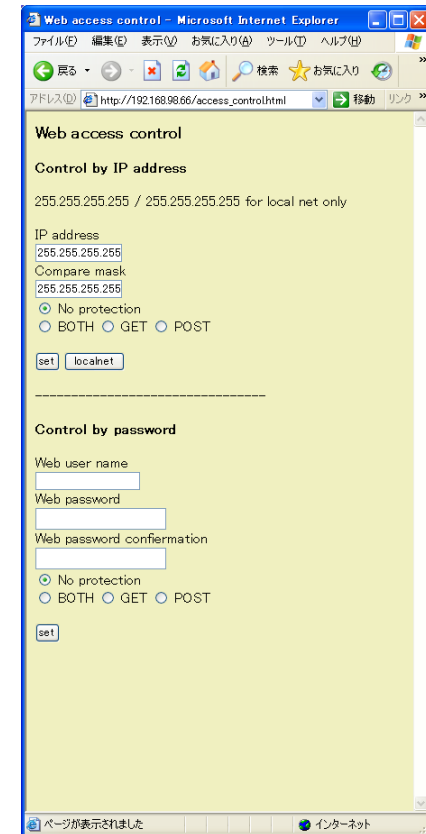 Web access control - Microsoft Internet Explorer
ファイル(F) 編集(E) 表示(V) お気に入り(A) ツール(T) ヘルプ(H)
戻る 検索 お気に入り »
アドレス(D) http://192.168.98.66/access_control.html 移動 リンク »
Web access control
Control by IP address
255.255.255.255 / 255.255.255.255 for local net only
IP address
255.255.255.255
Compare mask
255.255.255.255
No protection
BOTH GET POST
set localnet
--------------------------------
Control by password
Web user name
Web password
Web password confiermation
No protection
BOTH GET POST
set
ページが表示されました インターネット